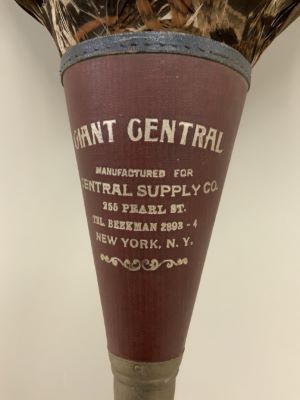 GIANT CENTRAL
MANUFACTURED FOR
CENTRAL SUPPLY CO.
255 PEARL ST.
TEL. BEEKMAN 2893 - 4
NEW YORK, N. Y.